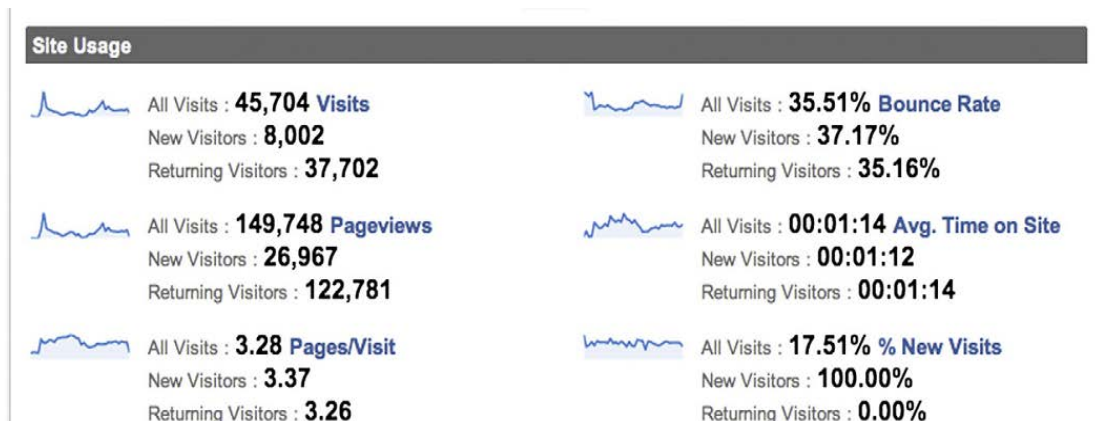 Site Usage
All Visits : 45,704 Visits
New Visitors : 8,002
Returning Visitors : 37,702
All Visits : 35.51% Bounce Rate
New Visitors : 37.17%
Returning Visitors : 35.16%
All Visits : 149,748 Pageviews
New Visitors : 26,967
Returning Visitors : 122,781
All Visits : 00:01:14 Avg. Time on Site
New Visitors : 00:01:12
Returning Visitors : 00:01:14
All Visits : 3.28 Pages/Visit
New Visitors : 3.37
Returning Visitors : 3.26
All Visits : 17.51% % New Visits
New Visitors : 100.00%
Returning Visitors : 0.00%